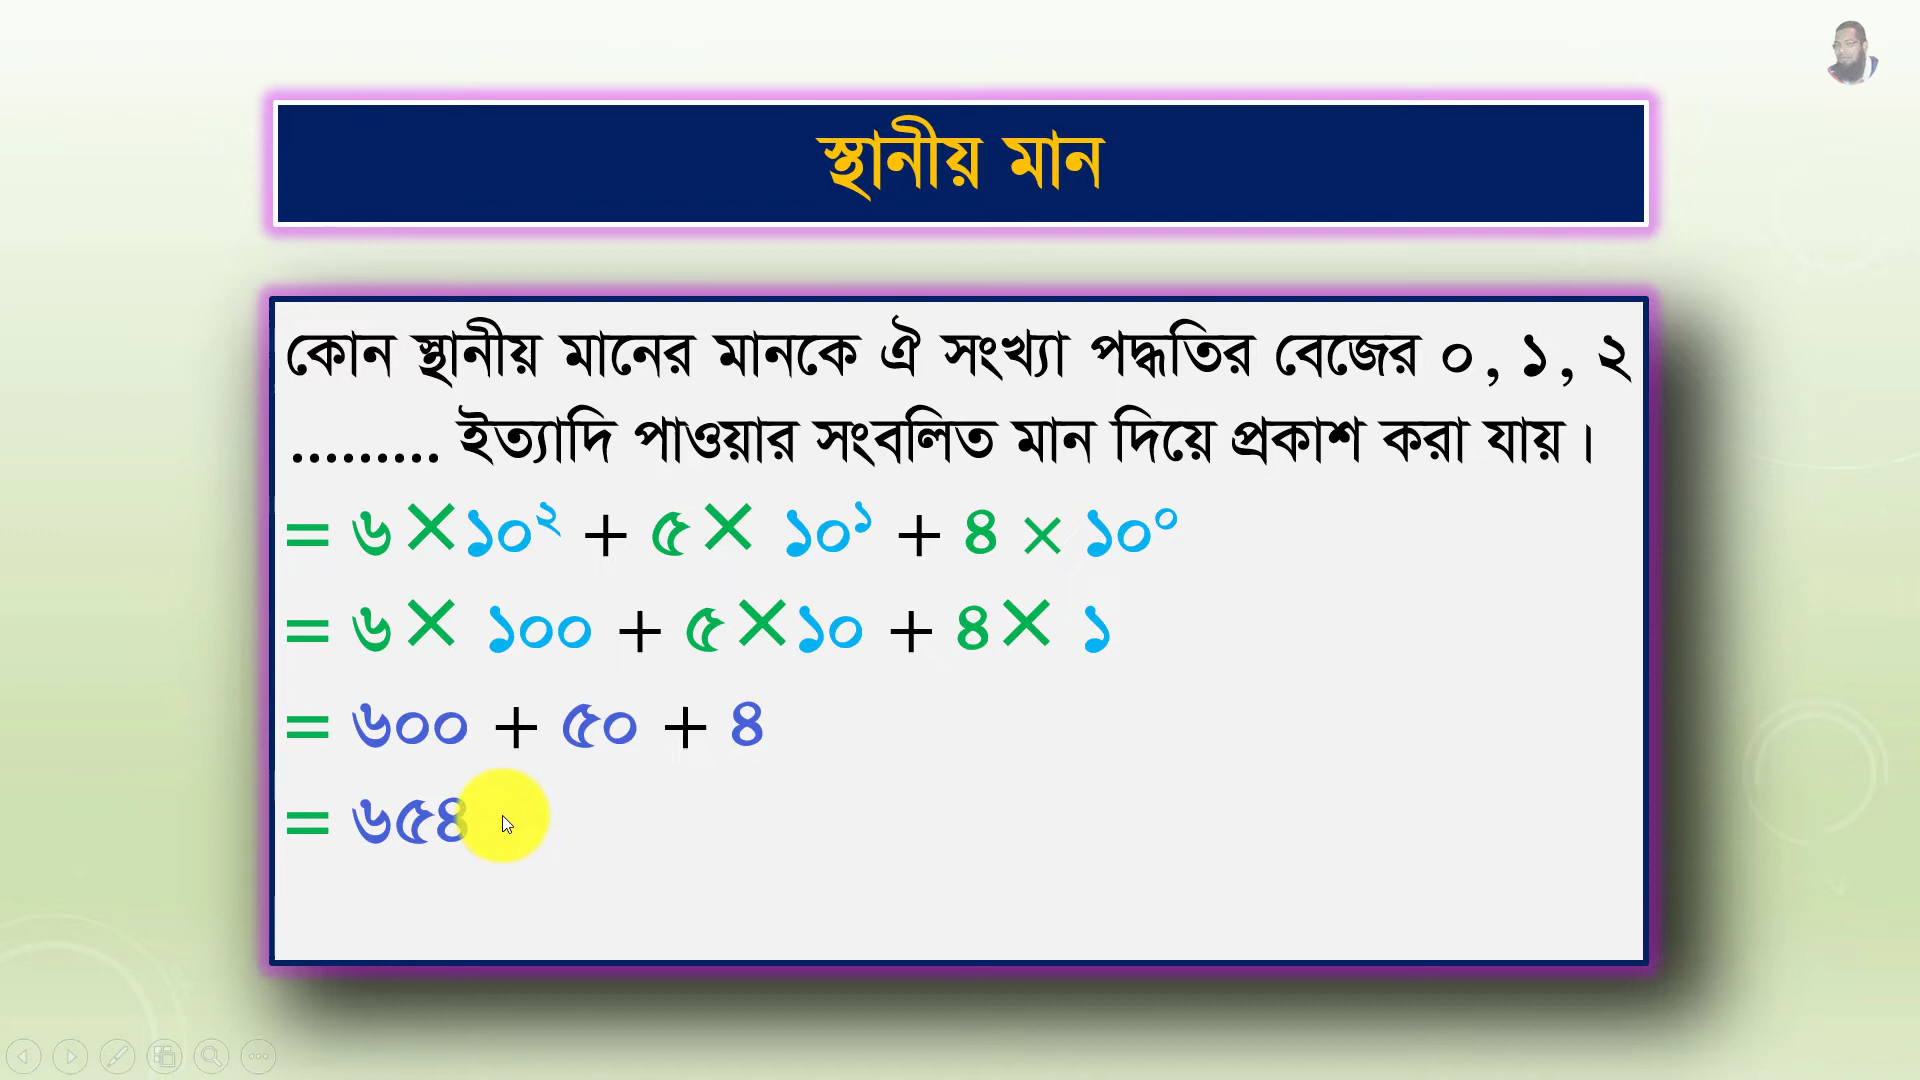 স্থানীয় মান
কোন স্থানীয় মানের মানকে ঐ সংখ্যা পদ্ধতির বেজের ০, ১, ২
......... ইত্যাদি পাওয়ার সংবলিত মান দিয়ে প্রকাশ করা যায়।
= ৬×১০² + ৫× ১০¹ + ৪ × ১০⁰
= ৬× ১০০ + ৫×১০ + ৪× ১
= ৬০০ + ৫০ + ৪
= ৬৫৪